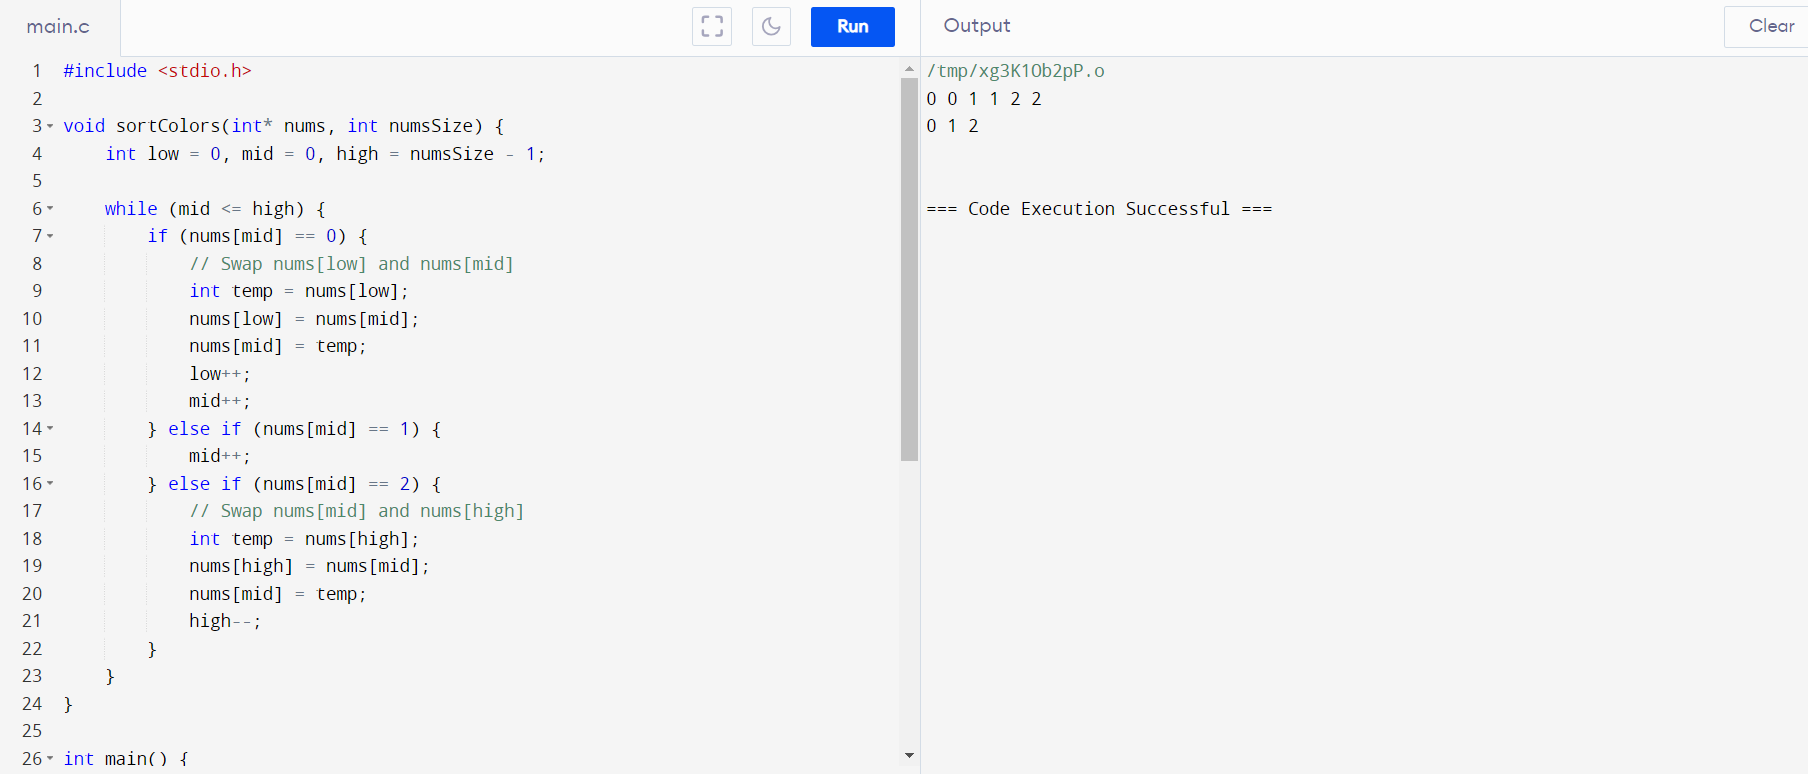 main.c
Run
Output
Clear
1 #include <stdio.h>
2
3 void sortColors(int* nums, int numsSize) {
4     int low = 0, mid = 0, high = numsSize - 1;
5
6     while (mid <= high) {
7         if (nums[mid] == 0) {
8             // Swap nums[low] and nums[mid]
9             int temp = nums[low];
10             nums[low] = nums[mid];
11             nums[mid] = temp;
12             low++;
13             mid++;
14         } else if (nums[mid] == 1) {
15             mid++;
16         } else if (nums[mid] == 2) {
17             // Swap nums[mid] and nums[high]
18             int temp = nums[high];
19             nums[high] = nums[mid];
20             nums[mid] = temp;
21             high--;
22         }
23     }
24 }
25
26 int main() {
/tmp/xg3K1Ob2pP.o
0 0 1 1 2 2
0 1 2
=== Code Execution Successful ===